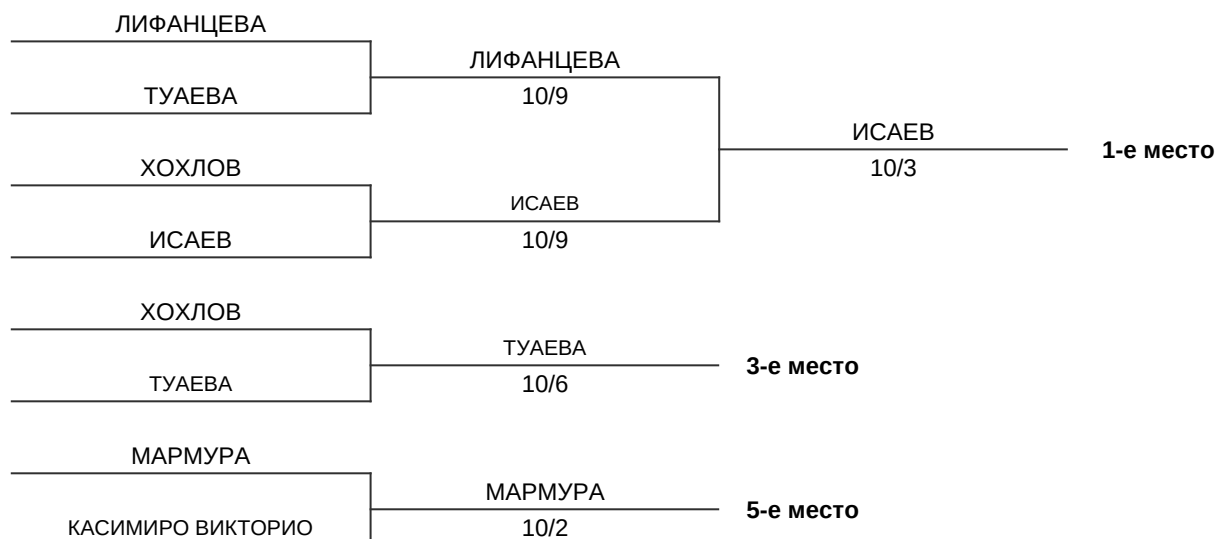 ЛИФАНЦЕВА
ЛИФАНЦЕВА
ТУАЕВА
10/9
ИСАЕВ
1-е место
ХОХЛОВ
10/3
ИСАЕВ
ИСАЕВ
10/9
ХОХЛОВ
ТУАЕВА
3-е место
ТУАЕВА
10/6
МАРМУРА
МАРМУРА
5-е место
КАСИМИРО ВИКТОРИО
10/2